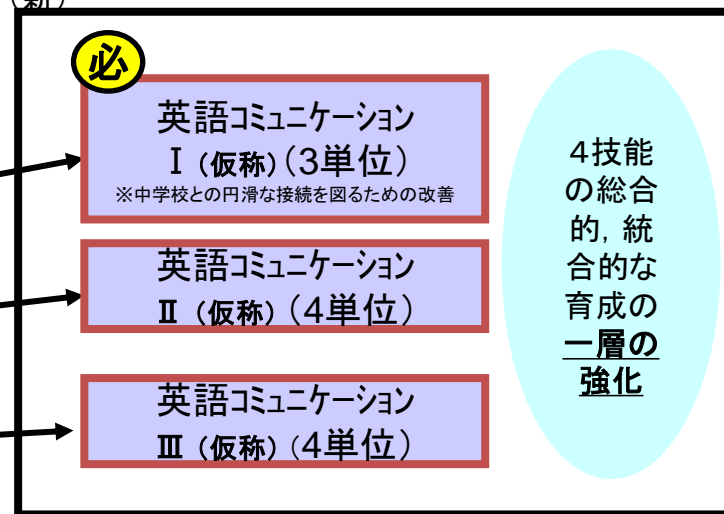 (新)
必
英語コミュニケーション
Ⅰ（仮称）（3単位）
※中学校との円滑な接続を図るための改善
英語コミュニケーション
Ⅱ（仮称）（4単位）
英語コミュニケーション
Ⅲ（仮称）（4単位）
4技能
の総合
的，統
合的な
育成の
一層の
強化